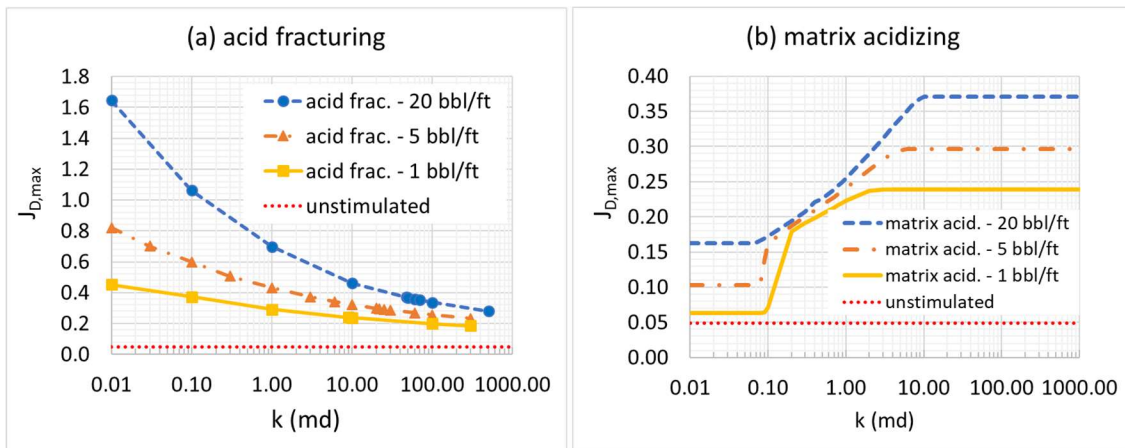 (a) acid fracturing
1.8
1.6
1.4
1.2
1.0
0.8
0.6
0.4
0.2
0.0
J_D,max
acid frac. - 20 bbl/ft
acid frac. - 5 bbl/ft
acid frac. - 1 bbl/ft
unstimulated
0.01 0.10 1.00 10.00 100.00 1000.00
k (md)
(b) matrix acidizing
0.40
0.35
0.30
0.25
0.20
0.15
0.10
0.05
0.00
J_D,max
matrix acid. - 20 bbl/ft
matrix acid. - 5 bbl/ft
matrix acid. - 1 bbl/ft
unstimulated
0.01 0.10 1.00 10.00 100.00 1000.00
k (md)